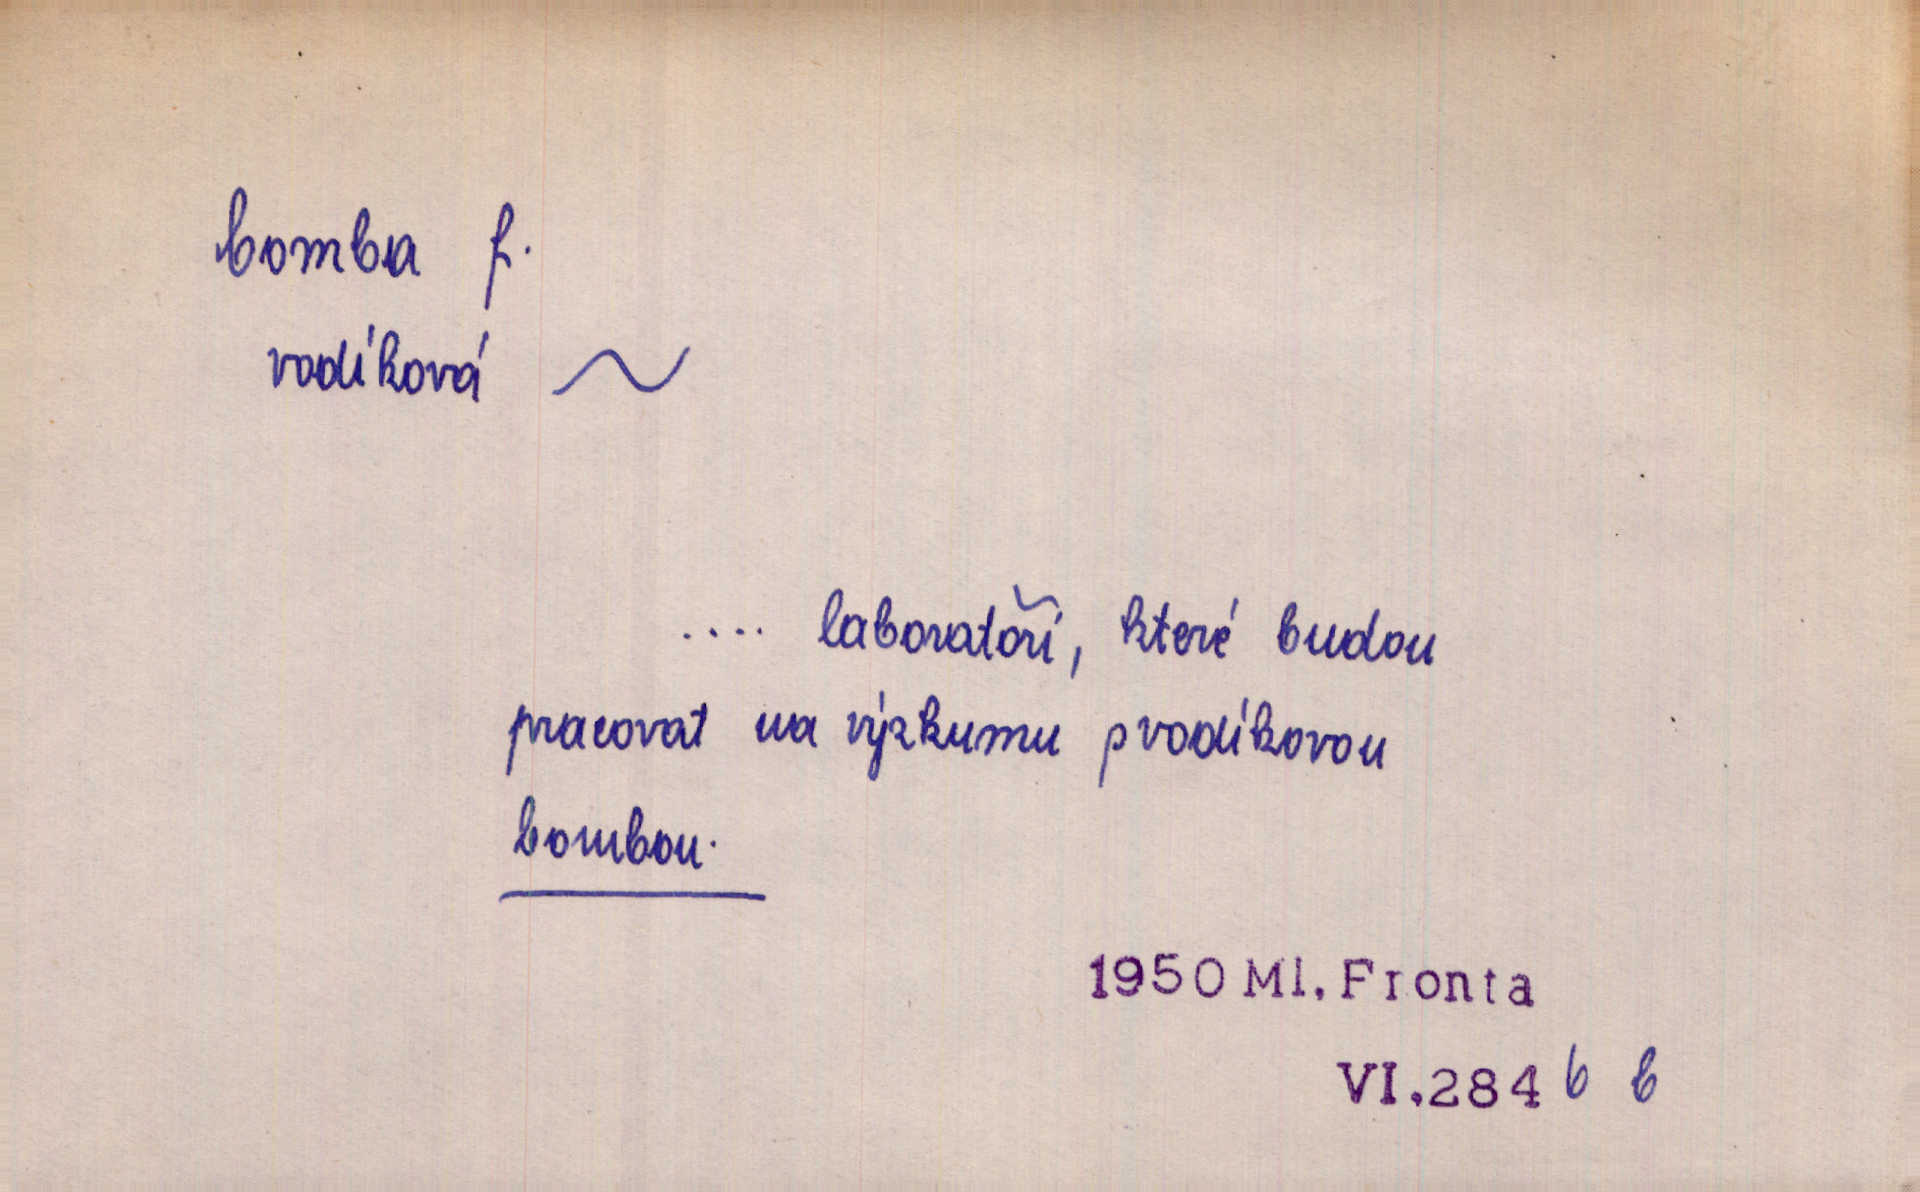 bomba f.
vodíková ~
.... laboratoří, které budou
pracovat na výzkumu s vodíkovou
bombou.
1950 Ml. Fronta
VI.284 b b